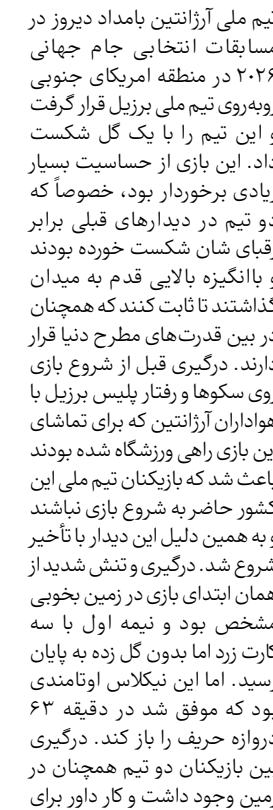 تیم ملی آرژانتین بامداد دیروز در
مسابقات انتخابی جام جهانی
۲۰۲۶ در منطقه امریکای جنوبی
روبه‌روی تیم ملی برزیل قرار گرفت
و این تیم را با یک گل شکست
داد. این بازی از حساسیت بسیار
زیادی برخوردار بود، خصوصاً که
دو تیم در دیدارهای قبلی برابر
رقبای شان شکست خورده بودند
و باانگیزه بالایی قدم به میدان
گذاشتند تا ثابت کنند که همچنان
در بین قدرت‌های مطرح دنیا قرار
دارند. درگیری قبل از شروع بازی
روی سکوها و رفتار پلیس برزیل با
هواداران آرژانتین که برای تماشای
این بازی راهی ورزشگاه شده بودند
باعث شد که بازیکنان تیم ملی این
کشور حاضر به شروع بازی نباشند
و به همین دلیل این دیدار با تأخیر
شروع شد. درگیری و تنش شدید از
همان ابتدای بازی در زمین بخوبی
مشخص بود و نیمه اول با سه
کارت زرد اما بدون گل زده به پایان
رسید. اما این نیکلاس اوتامندی
بود که موفق شد در دقیقه ۶۳
دروازه حریف را باز کند. درگیری
بین بازیکنان دو تیم همچنان در
زمین وجود داشت و کار داور برای